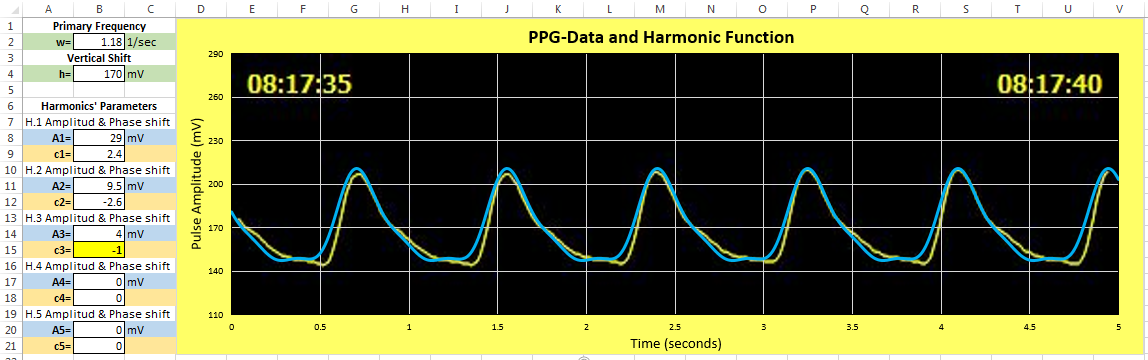 A B C D E F G H I J K L M N O P Q R S T U V
1 Primary Frequency
2 w= 1.18 1/sec
3 Vertical Shift
4 h= 170 mV
5
6 Harmonics' Parameters
7 H.1 Amplitud & Phase shift
8 A1= 29 mV
9 c1= 2.4
10 H.2 Amplitud & Phase shift
11 A2= 9.5 mV
12 c2= -2.6
13 H.3 Amplitud & Phase shift
14 A3= 4 mV
15 c3= -1
16 H.4 Amplitud & Phase shift
17 A4= 0 mV
18 c4= 0
19 H.5 Amplitud & Phase shift
20 A5= 0 mV
21 c5= 0
PPG-Data and Harmonic Function
08:17:35 08:17:40
Pulse Amplitude (mV)
290
260
230
200
170
140
110
0 0.5 1 1.5 2 2.5 3 3.5 4 4.5 5
Time (seconds)